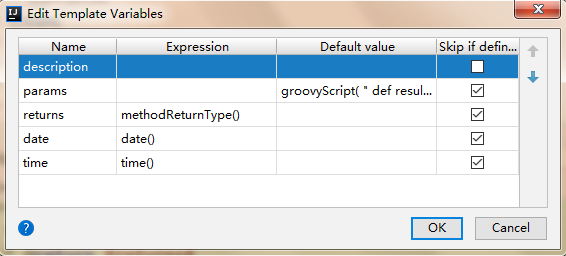 IJ Edit Template Variables
Name Expression Default value Skip if defin...
description
params groovyScript( " def resul...
returns methodReturnType()
date date()
time time()
? OK Cancel